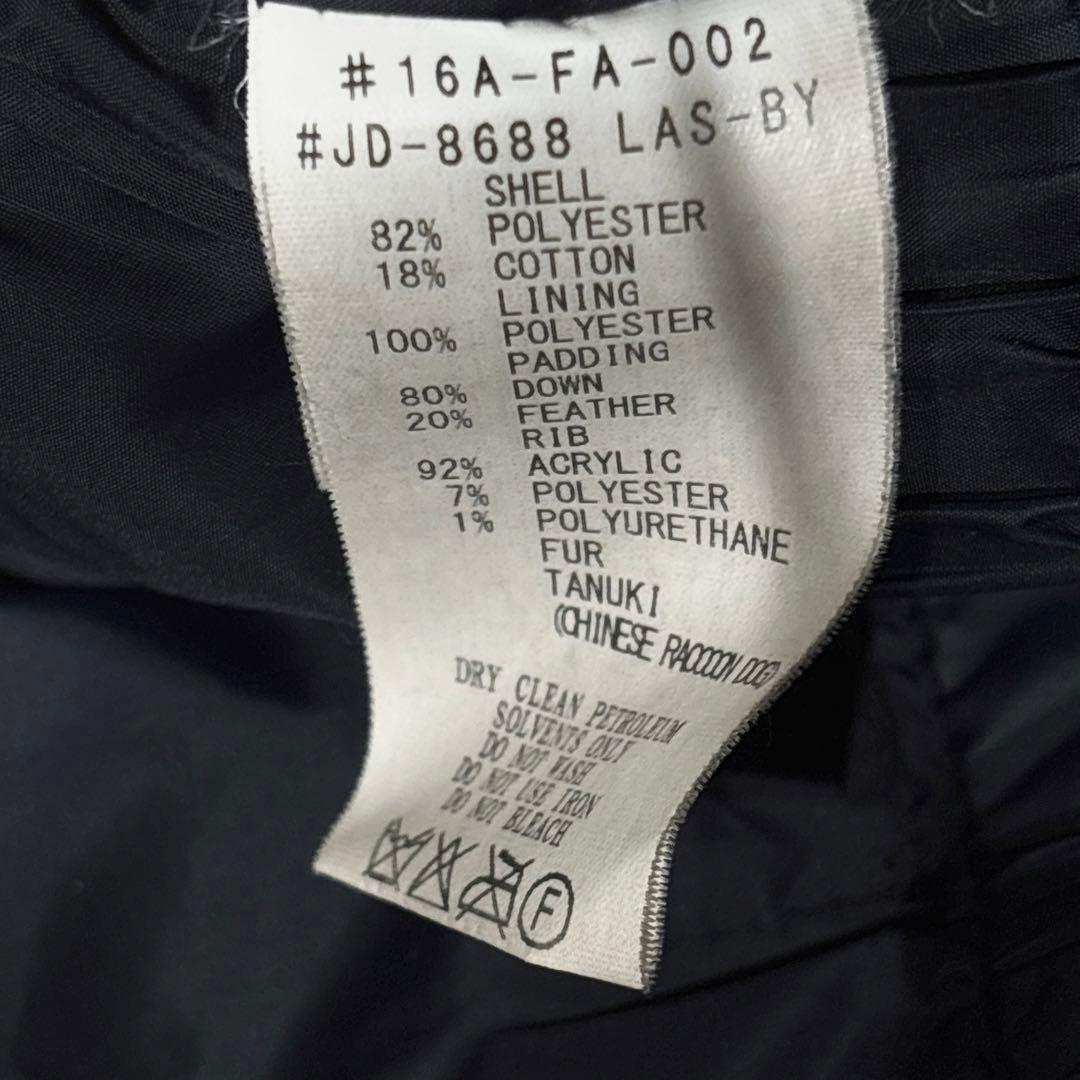 #16A-FA-002
#JD-8688 LAS-BY
SHELL
82% POLYESTER
18% COTTON
LINING
100% POLYESTER
PADDING
80% DOWN
20% FEATHER
RIB
92% ACRYLIC
7% POLYESTER
1% POLYURETHANE
FUR
TANUKI
(CHINESE RACCOON DOG)
DRY CLEAN PETROLEUM
SOLVENTS ONLY
DO NOT WASH
DO NOT USE IRON
DO NOT BLEACH
F